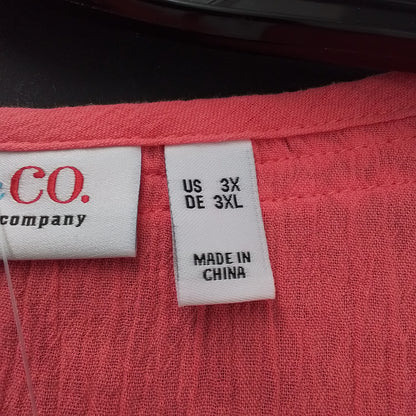 CO.
company
US 3X
DE 3XL
MADE IN
CHINA